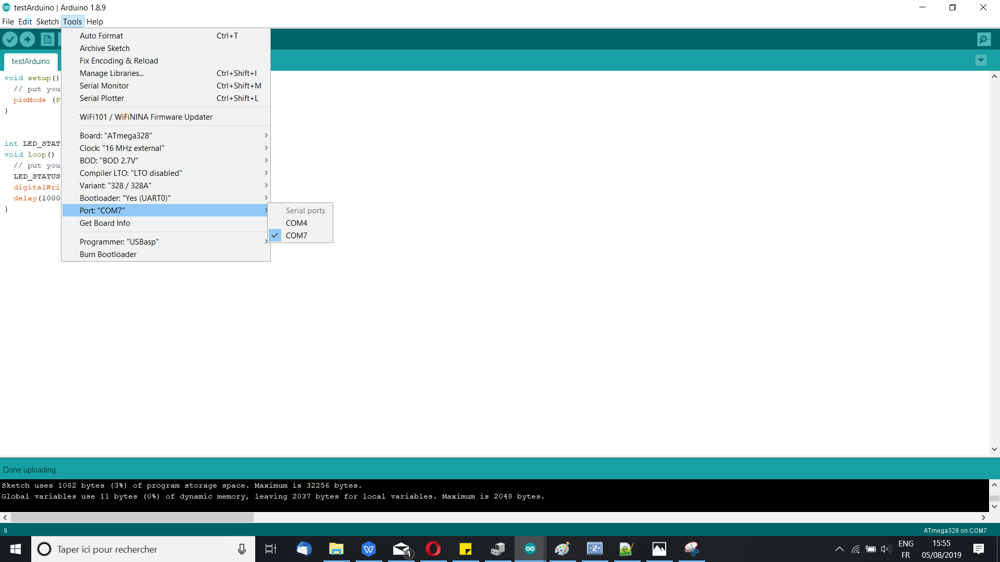 testArduino | Arduino 1.8.9
File Edit Sketch Tools Help
Auto Format Ctrl+T
Archive Sketch
Fix Encoding & Reload
Manage Libraries... Ctrl+Shift+I
Serial Monitor Ctrl+Shift+M
Serial Plotter Ctrl+Shift+L
WiFi101 / WiFiNINA Firmware Updater
Board: "ATmega328"
Clock: "16 MHz external"
BOD: "BOD 2.7V"
Compiler LTO: "LTO disabled"
Variant: "328 / 328A"
Bootloader: "Yes (UART0)"
Port: "COM7"
Get Board Info
Programmer: "USBasp"
Burn Bootloader
Serial ports
COM4
COM7
testArduino
void setup()
// put you
pinMode (P
}
int LED_STAT
void loop()
// put you
LED_STATUS
digitalWri
delay(1000
}
Done uploading.
Sketch uses 1082 bytes (3%) of program storage space. Maximum is 32256 bytes.
Global variables use 11 bytes (0%) of dynamic memory, leaving 2037 bytes for local variables. Maximum is 2048 bytes.
9
ATmega328 on COM7
Taper ici pour rechercher
1
ENG
FR
15:55
05/08/2019